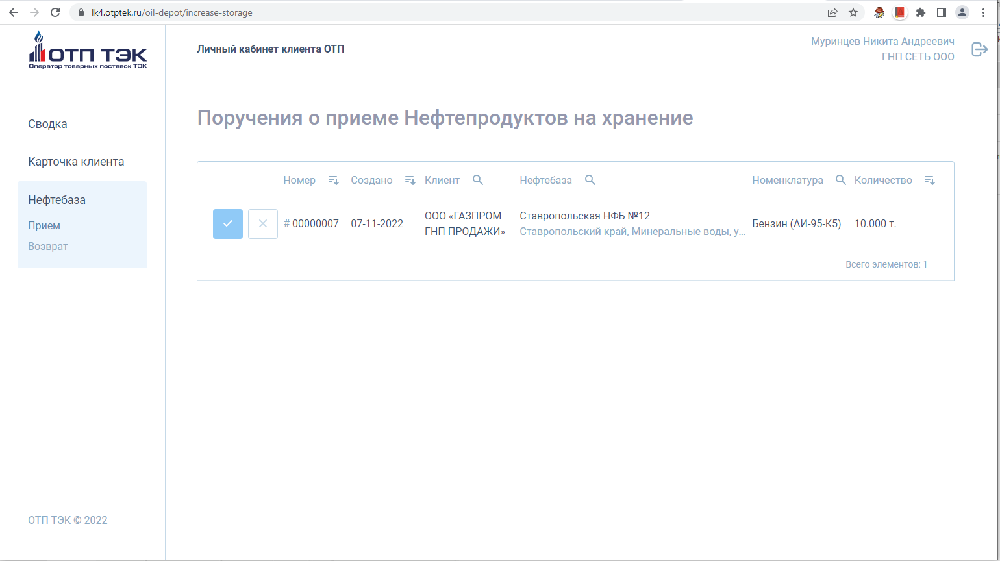 lk4.otptek.ru/oil-depot/increase-storage
ОТП ТЭК
Оператор товарных поставок ТЭК
Личный кабинет клиента ОТП
Муринцев Никита Андреевич
ГНП СЕТЬ ООО
Сводка
Карточка клиента
Нефтебаза
Прием
Возврат
Поручения о приеме Нефтепродуктов на хранение
Номер Создано Клиент Нефтебаза Номенклатура Количество
# 00000007 07-11-2022 ООО «ГАЗПРОМ ГНП ПРОДАЖИ» Ставропольская НФБ №12 Бензин (АИ-95-К5) 10.000 т.
Ставропольский край, Минеральные воды, у...
Всего элементов: 1
ОТП ТЭК © 2022